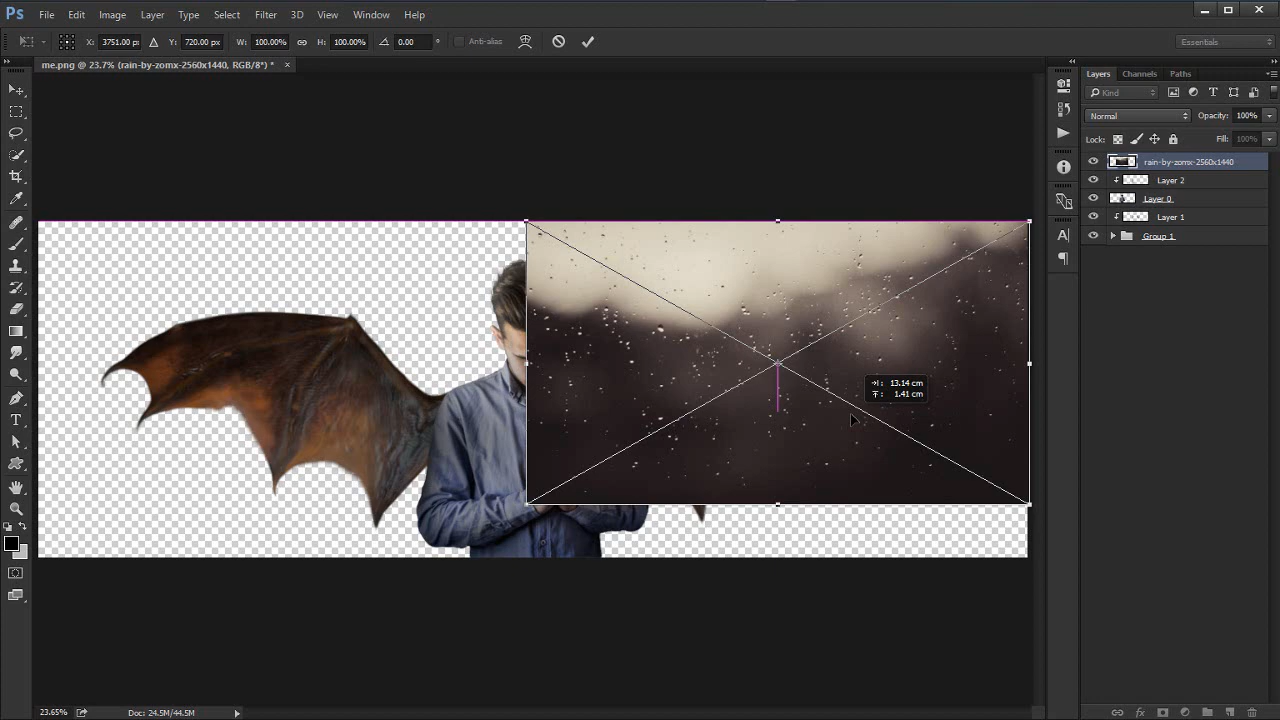 Ps File Edit Image Layer Type Select Filter 3D View Window Help
X: 3751.00 px Y: 720.00 px W: 100.00% H: 100.00% 0.00 ° Anti-alias Essentials
me.png @ 23.7% (rain-by-zomx-2560x1440, RGB/8*) * ×
Layers Channels Paths
Kind
Normal Opacity: 100%
Lock: Fill: 100%
rain-by-zomx-2560x1440
Layer 2
Layer 0
Layer 1
Group 1
13.14 cm
1.41 cm
23.65% Doc: 24.5M/44.5M